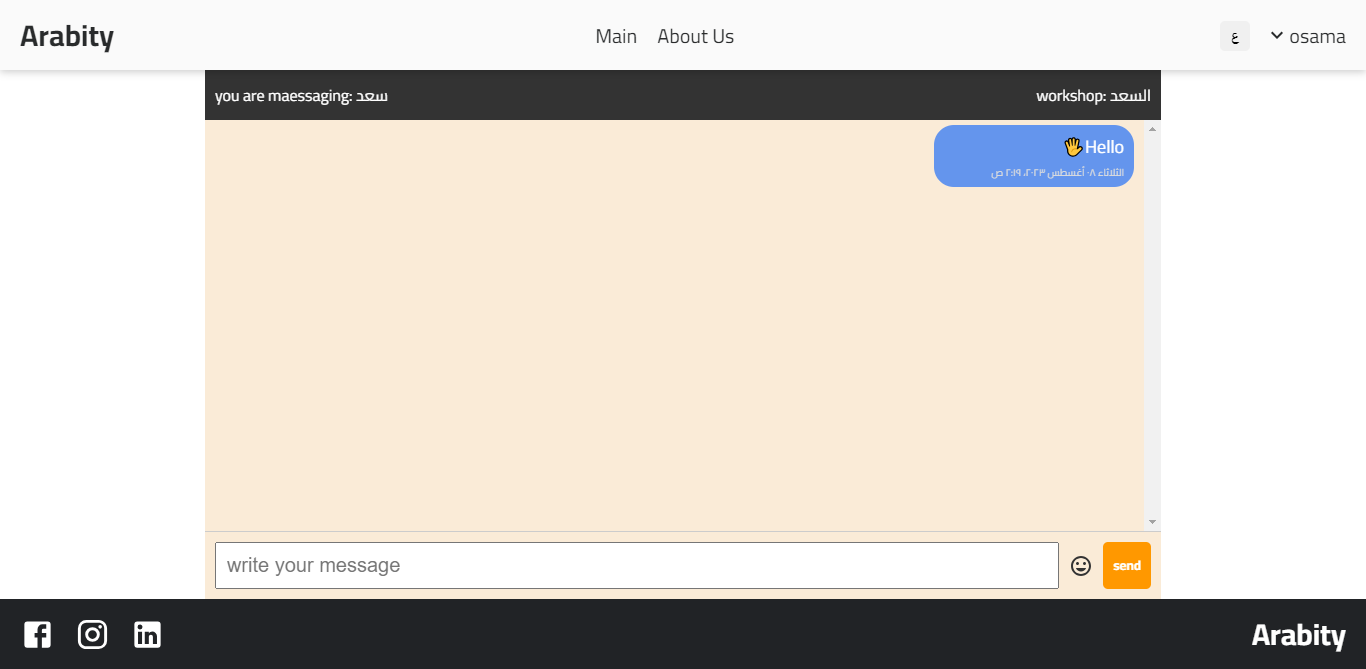 Arabity
Main
About Us
ع
osama
you are maessaging: سعد
workshop: السعد
🖐Hello
الثلاثاء ٠٨ أغسطس ٢٠٢٣، ٢:١٩ ص
write your message
send
Arabity